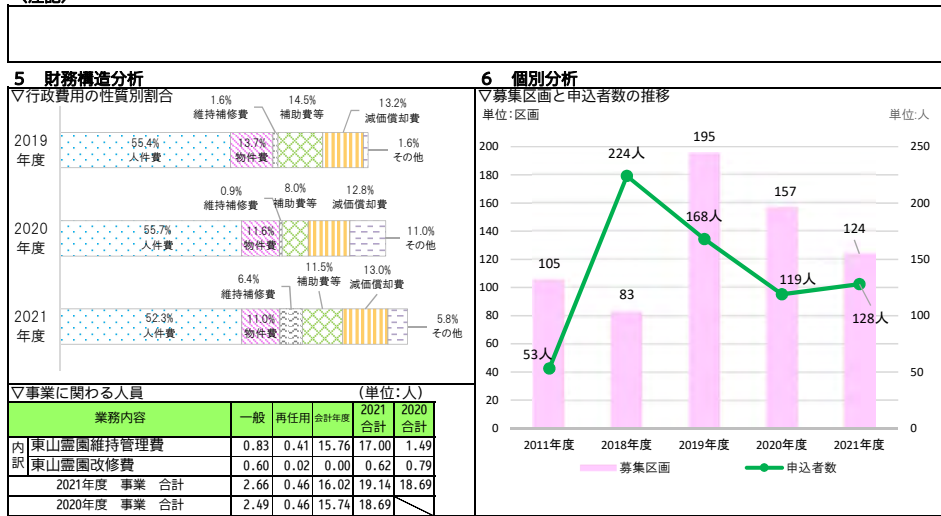 5 財務構造分析
▽行政費用の性質別割合
1.6%
維持補修費
14.5%
補助費等
13.2%
減価償却費
2019
年度
55.4%
人件費
13.7%
物件費
1.6%
その他
0.9%
維持補修費
8.0%
補助費等
12.8%
減価償却費
2020
年度
55.7%
人件費
11.6%
物件費
11.0%
その他
6.4%
維持補修費
11.5%
補助費等
13.0%
減価償却費
2021
年度
52.3%
人件費
11.0%
物件費
5.8%
その他
▽事業に関わる人員 (単位:人)
業務内容 一般 再任用 会計年度 2021合計 2020合計
内訳
東山霊園維持管理費 0.83 0.41 15.76 17.00 1.49
東山霊園改修費 0.60 0.02 0.00 0.62 0.79
2021年度 事業 合計 2.66 0.46 16.02 19.14 18.69
2020年度 事業 合計 2.49 0.46 15.74 18.69
6 個別分析
▽募集区画と申込者数の推移
単位:区画 単位:人
200 180 160 140 120 100 80 60 40 20 0
250 200 150 100 50 0
105 83 195 157 124
53人 224人 168人 119人 128人
2011年度 2018年度 2019年度 2020年度 2021年度
募集区画 申込者数